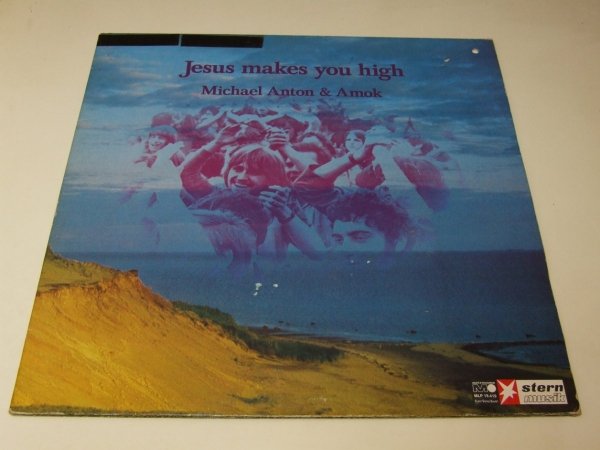 Jesus makes you high
Michael Anton & Amok
stern
musik